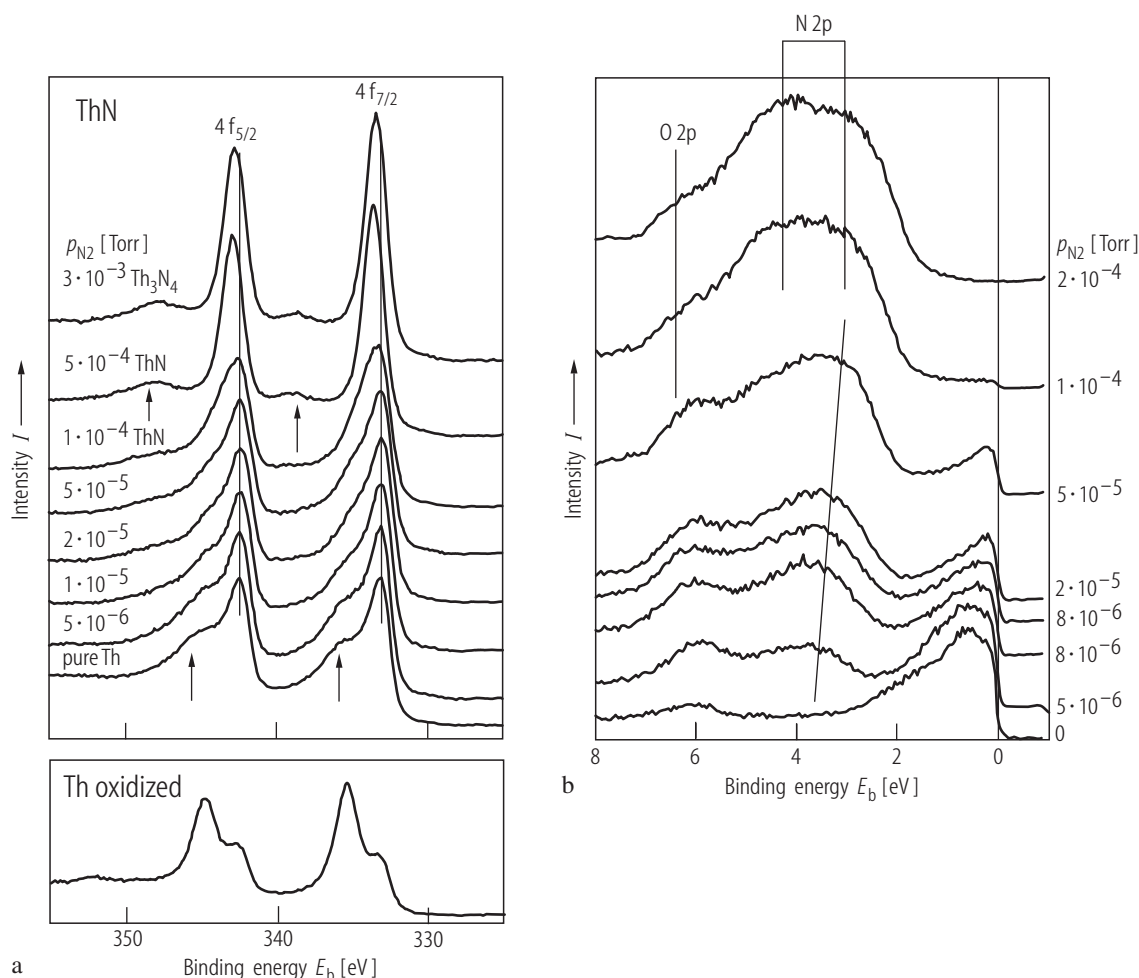 ThN
4 f5/2
4 f7/2
pN2 [Torr]
3·10⁻³ Th3N4
5·10⁻⁴ ThN
1·10⁻⁴ ThN
5·10⁻⁵
2·10⁻⁵
1·10⁻⁵
5·10⁻⁶
pure Th
Intensity I
Th oxidized
350
340
330
Binding energy Eb [eV]
a
N 2p
O 2p
pN2 [Torr]
2·10⁻⁴
1·10⁻⁴
5·10⁻⁵
2·10⁻⁵
8·10⁻⁶
8·10⁻⁶
5·10⁻⁶
0
Intensity I
8
6
4
2
0
Binding energy Eb [eV]
b